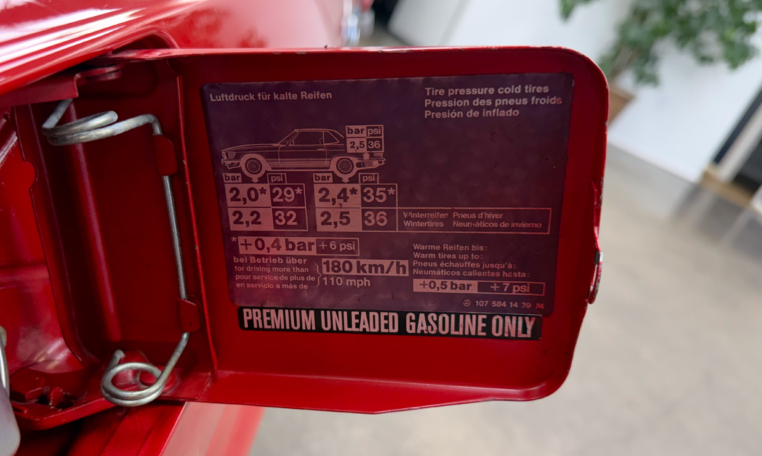 Luftdruck für kalte Reifen
Tire pressure cold tires
Pression des pneus froids
Presión de inflado
bar psi
2,5 36
bar psi bar psi
2,0* 29* 2,4* 35*
2,2 32 2,5 36
Winterreifen Pneus d'hiver
Wintertires Neumáticos de invierno
*+0,4 bar +6 psi
bei Betrieb über
for driving more than
pour service de plus de
en servicio a más de
180 km/h
110 mph
Warme Reifen bis:
Warm tires up to:
Pneus échauffés jusqu'à:
Neumáticos calientes hasta:
+0,5 bar +7 psi
107 584 14 39
PREMIUM UNLEADED GASOLINE ONLY